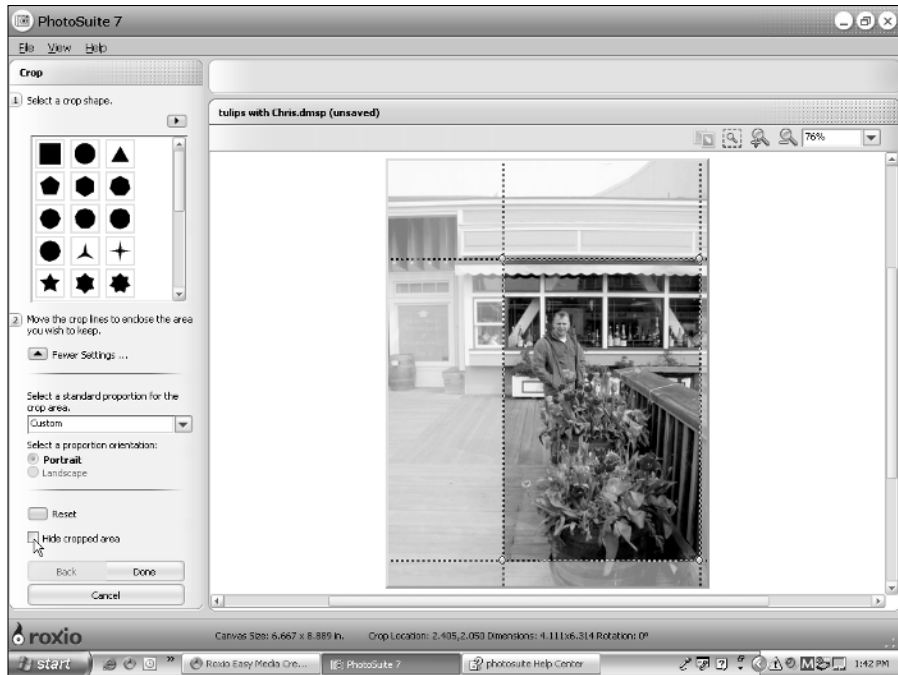 PhotoSuite 7
File View Help
Crop
1 Select a crop shape.
2 Move the crop lines to enclose the area
you wish to keep.
Fewer Settings ...
Select a standard proportion for the
crop area.
Custom
Select a proportion orientation:
Portrait
Landscape
Reset
Hide cropped area
Back Done
Cancel
tulips with Chris.dmsp (unsaved)
76%
roxio
Canvas Size: 6.667 x 8.889 in. Crop Location: 2.405,2.050 Dimensions: 4.111x6.314 Rotation: 0°
start » Roxio Easy Media Cre... PhotoSuite 7 photosuite Help Center 1:42 PM